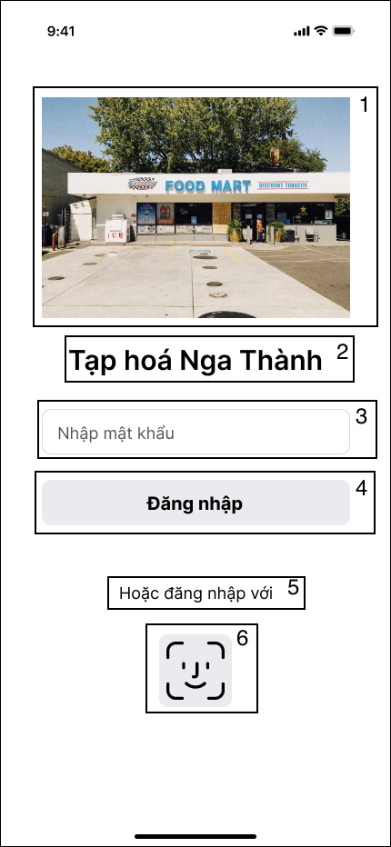 9:41
1
FOOD MART
DISCOUNT TOBACCO
ICE
Tạp hoá Nga Thành
2
Nhập mật khẩu
3
Đăng nhập
4
Hoặc đăng nhập với
5
6